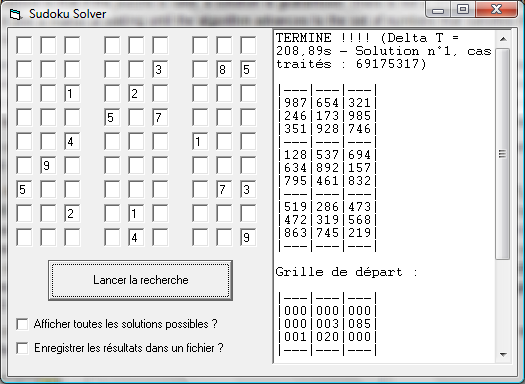 Sudoku Solver
3 8 5
1 2
5 7
4 1
9
5 7 3
2 1
4 9
Lancer la recherche
Afficher toutes les solutions possibles ?
Enregistrer les résultats dans un fichier ?
TERMINE !!!! (Delta T =
208,89s - Solution n°1, cas
traités : 69175317)
|---|---|---|
|987|654|321|
|246|173|985|
|351|928|746|
|---|---|---|
|128|537|694|
|634|892|157|
|795|461|832|
|---|---|---|
|519|286|473|
|472|319|568|
|863|745|219|
|---|---|---|
Grille de départ :
|---|---|---|
|000|000|000|
|000|003|085|
|001|020|000|
|---|---|---|